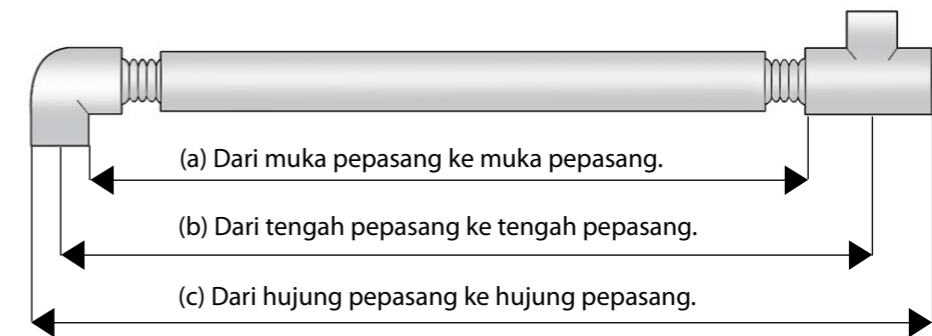 (a) Dari muka pepasang ke muka pepasang.
(b) Dari tengah pepasang ke tengah pepasang.
(c) Dari hujung pepasang ke hujung pepasang.